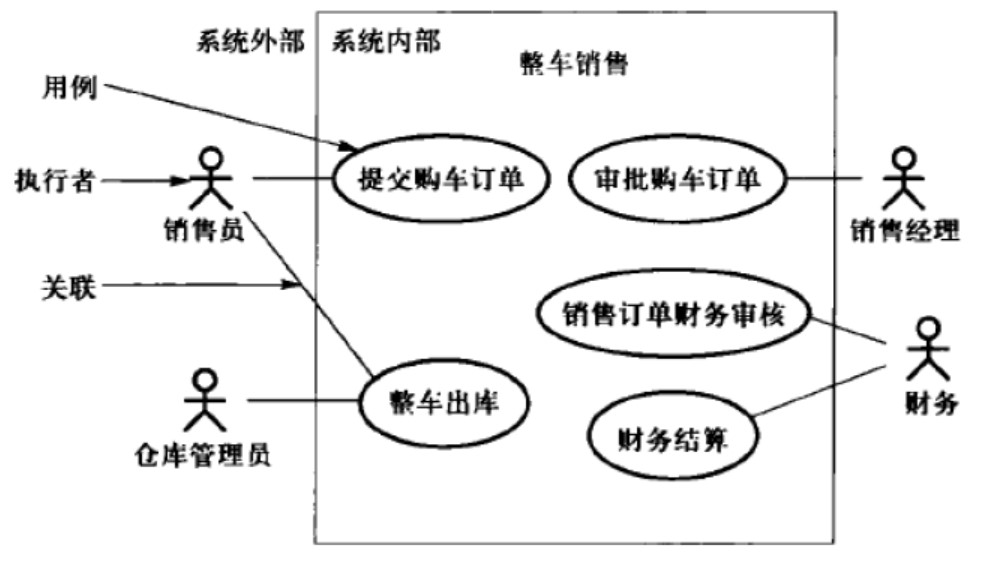 系统外部
系统内部
整车销售
用例
提交购车订单
审批购车订单
执行者
销售员
销售经理
关联
销售订单财务审核
整车出库
财务
财务结算
仓库管理员